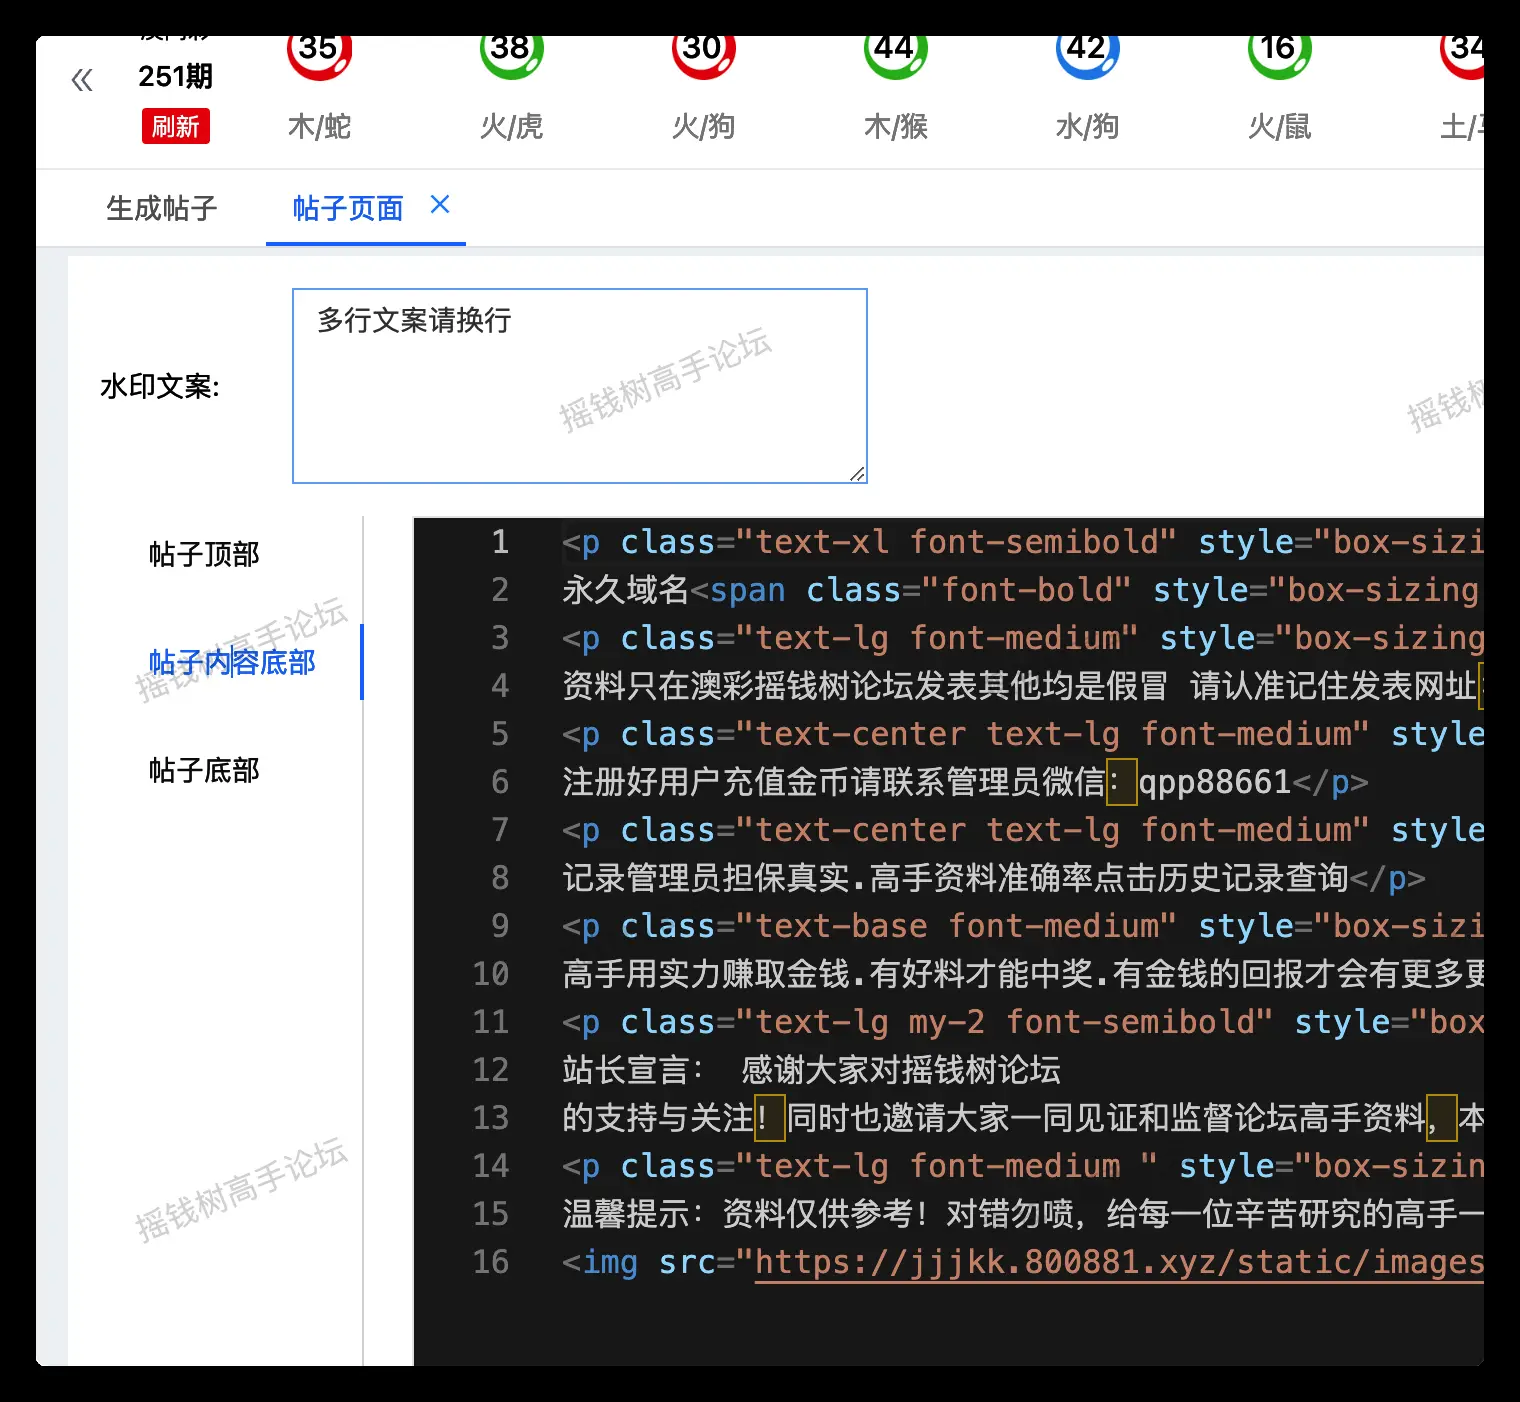 251期
刷新
35 38 30 44 42 16 34
木/蛇 火/虎 火/狗 木/猴 水/狗 火/鼠 土/
生成帖子 帖子页面
多行文案请换行
水印文案:
摇钱树高手论坛
摇钱树
帖子顶部
帖子内容底部
帖子底部
摇钱树高手论坛
摇钱树高手论坛
1 <p class="text-xl font-semibold" style="box-sizi
2 永久域名<span class="font-bold" style="box-sizing
3 <p class="text-lg font-medium" style="box-sizing
4 资料只在澳彩摇钱树论坛发表其他均是假冒 请认准记住发表网址
5 <p class="text-center text-lg font-medium" style
6 注册好用户充值金币请联系管理员微信：qpp88661</p>
7 <p class="text-center text-lg font-medium" style
8 记录管理员担保真实.高手资料准确率点击历史记录查询</p>
9 <p class="text-base font-medium" style="box-sizi
10 高手用实力赚取金钱.有好料才能中奖.有金钱的回报才会有更多更
11 <p class="text-lg my-2 font-semibold" style="box
12 站长宣言： 感谢大家对摇钱树论坛
13 的支持与关注！同时也邀请大家一同见证和监督论坛高手资料，本
14 <p class="text-lg font-medium " style="box-sizin
15 温馨提示：资料仅供参考！对错勿喷，给每一位辛苦研究的高手一
16 <img src="https://jjjkk.800881.xyz/static/images